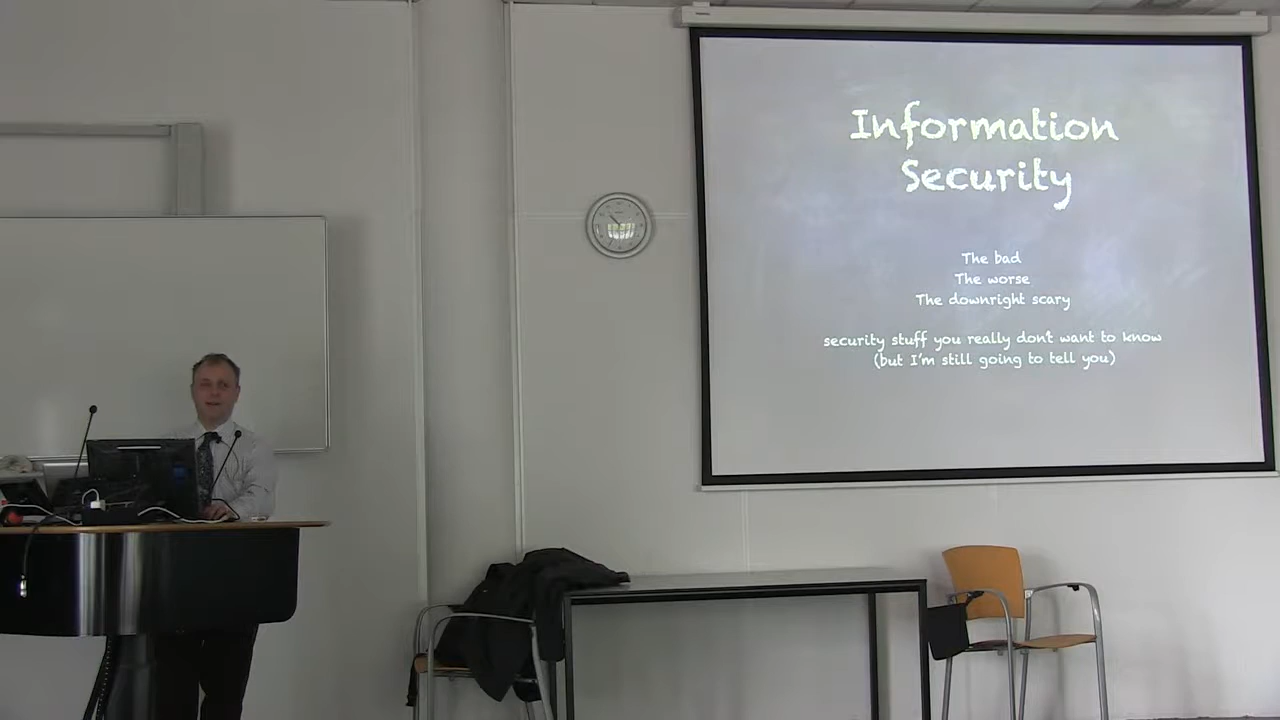 Information
Security
The bad
The worse
The downright scary
security stuff you really don't want to know
(but I'm still going to tell you)